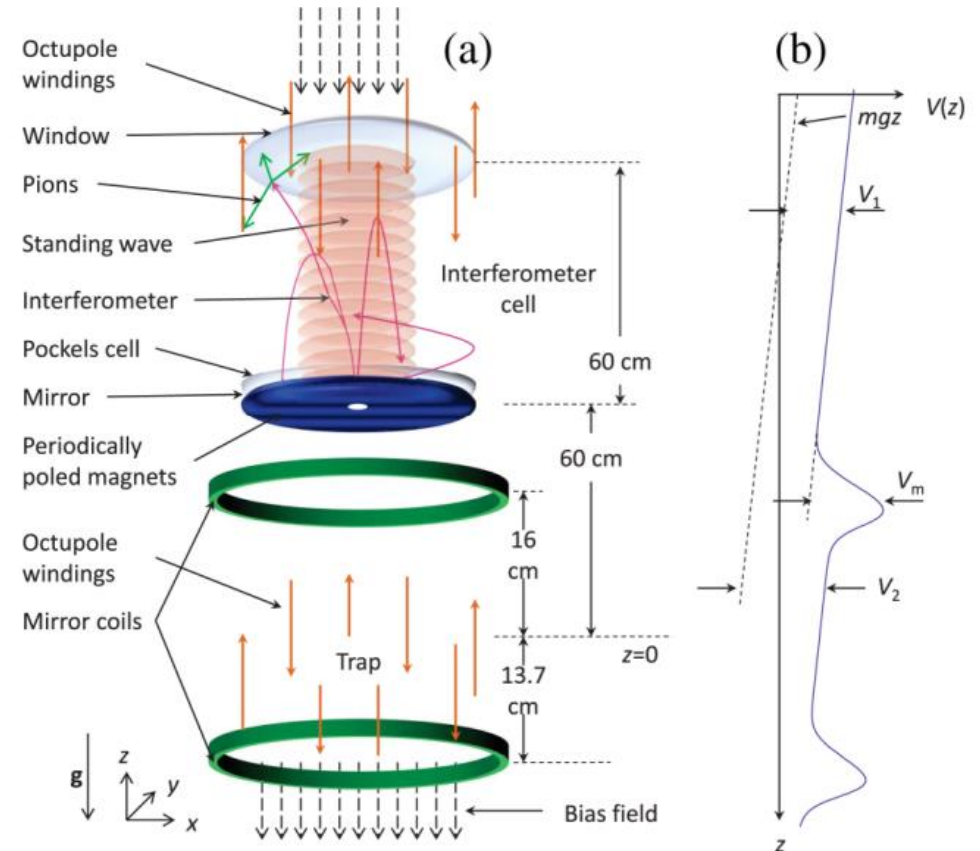 (a)
Octupole
windings
Window
Pions
Standing wave
Interferometer
Pockels cell
Mirror
Periodically
poled magnets
Octupole
windings
Mirror coils
Interferometer
cell
60 cm
60 cm
16
cm
Trap
z=0
13.7
cm
g
z
y
x
Bias field
(b)
V(z)
mgz
V1
Vm
V2
z